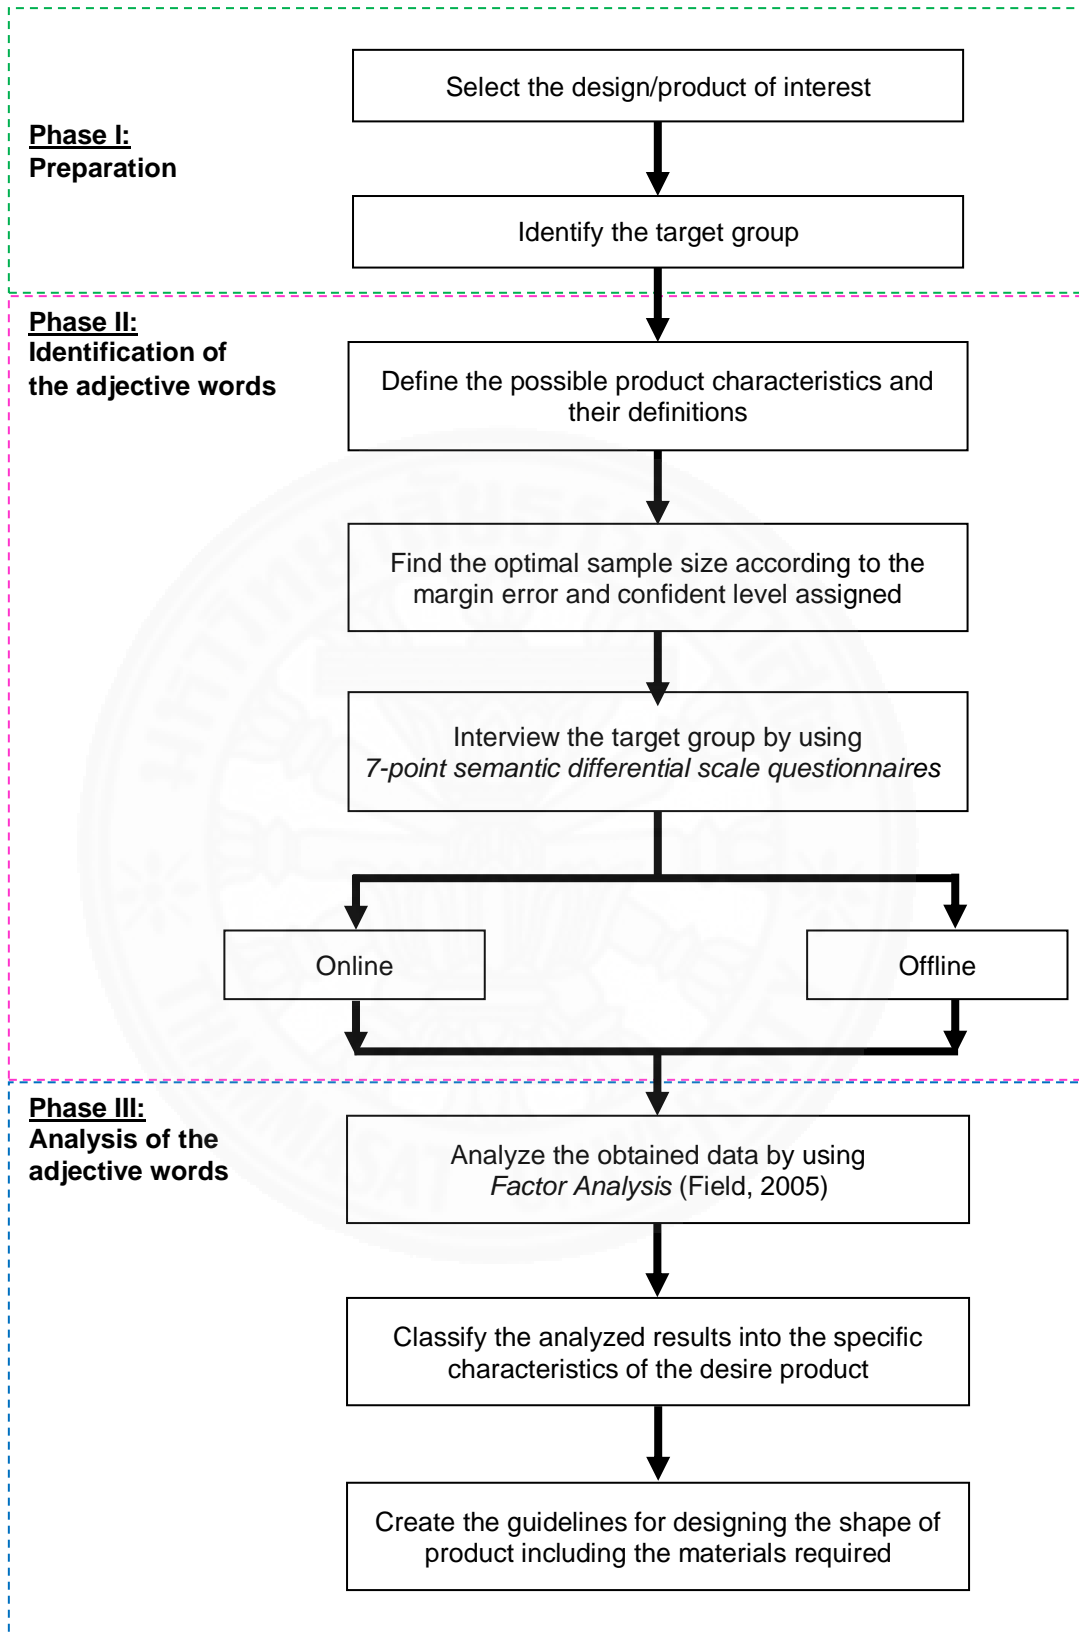 Select the design/product of interest
Phase I:
Preparation
Identify the target group
Phase II:
Identification of
the adjective words
Define the possible product characteristics and
their definitions
Find the optimal sample size according to the
margin error and confident level assigned
Interview the target group by using
7-point semantic differential scale questionnaires
Online
Offline
Phase III:
Analysis of the
adjective words
Analyze the obtained data by using
Factor Analysis (Field, 2005)
Classify the analyzed results into the specific
characteristics of the desire product
Create the guidelines for designing the shape of
product including the materials required